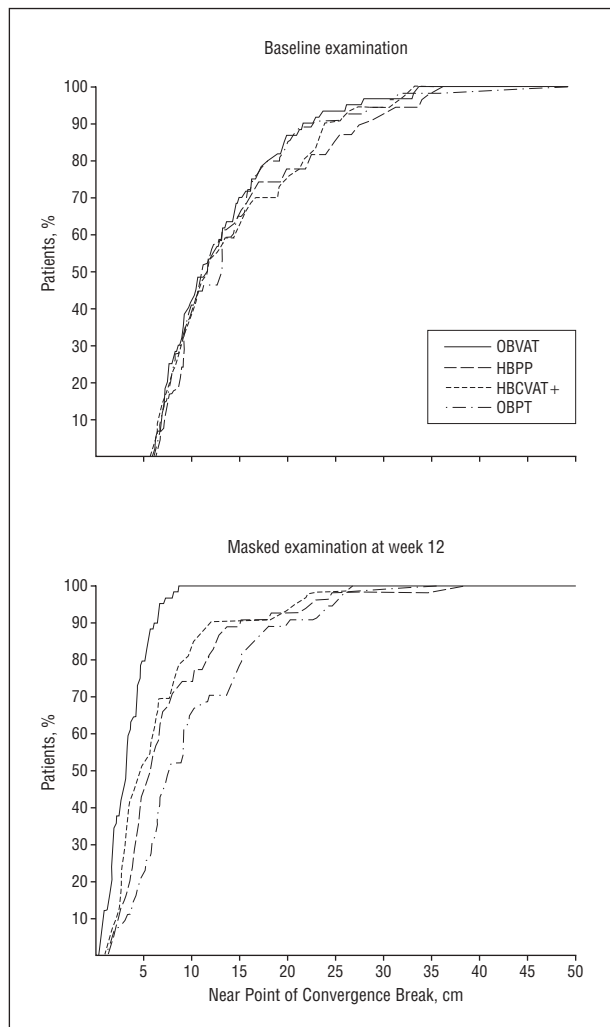 Baseline examination
100
90
80
70
60
50
40
30
20
10
Patients, %
OBVAT
HBPP
HBCVAT+
OBPT
Masked examination at week 12
100
90
80
70
60
50
40
30
20
10
Patients, %
5 10 15 20 25 30 35 40 45 50
Near Point of Convergence Break, cm